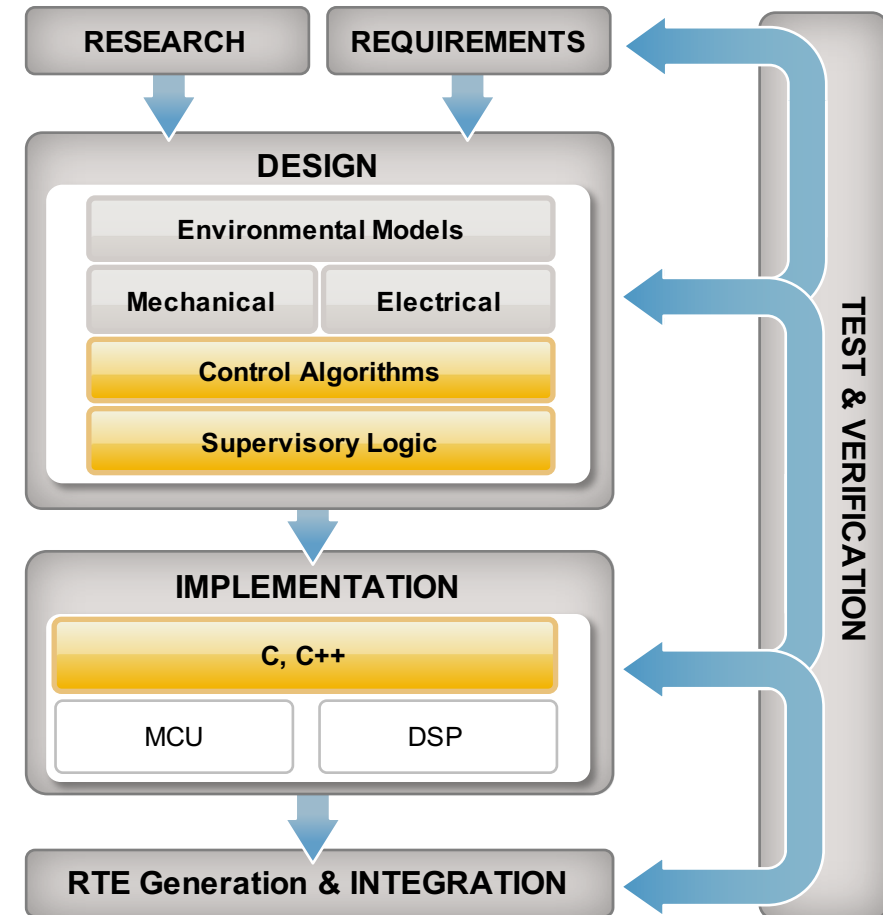 RESEARCH
REQUIREMENTS
DESIGN
Environmental Models
Mechanical
Electrical
Control Algorithms
Supervisory Logic
IMPLEMENTATION
C, C++
MCU
DSP
RTE Generation & INTEGRATION
TEST & VERIFICATION